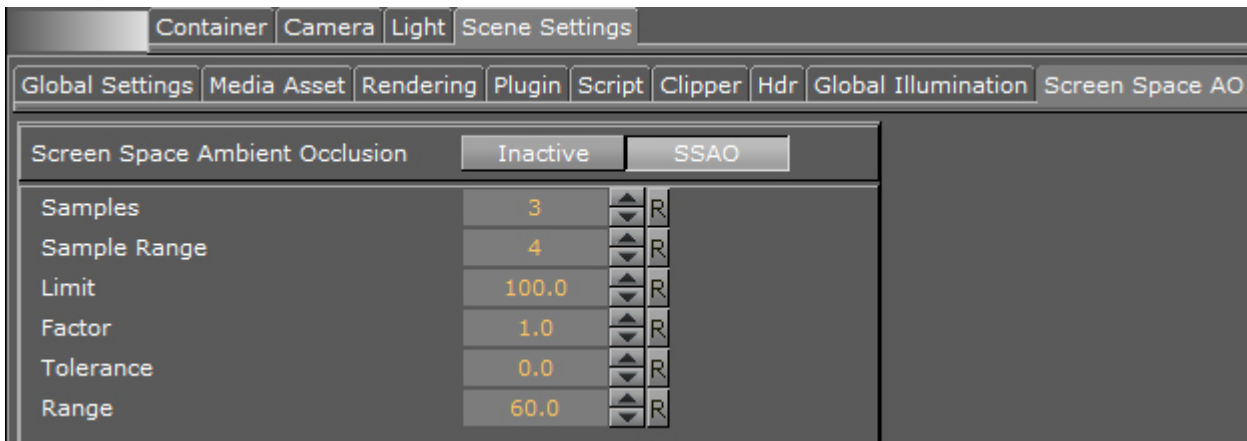 Container Camera Light Scene Settings
Global Settings Media Asset Rendering Plugin Script Clipper Hdr Global Illumination Screen Space AO
Screen Space Ambient Occlusion Inactive SSAO
Samples 3 R
Sample Range 4 R
Limit 100.0 R
Factor 1.0 R
Tolerance 0.0 R
Range 60.0 R